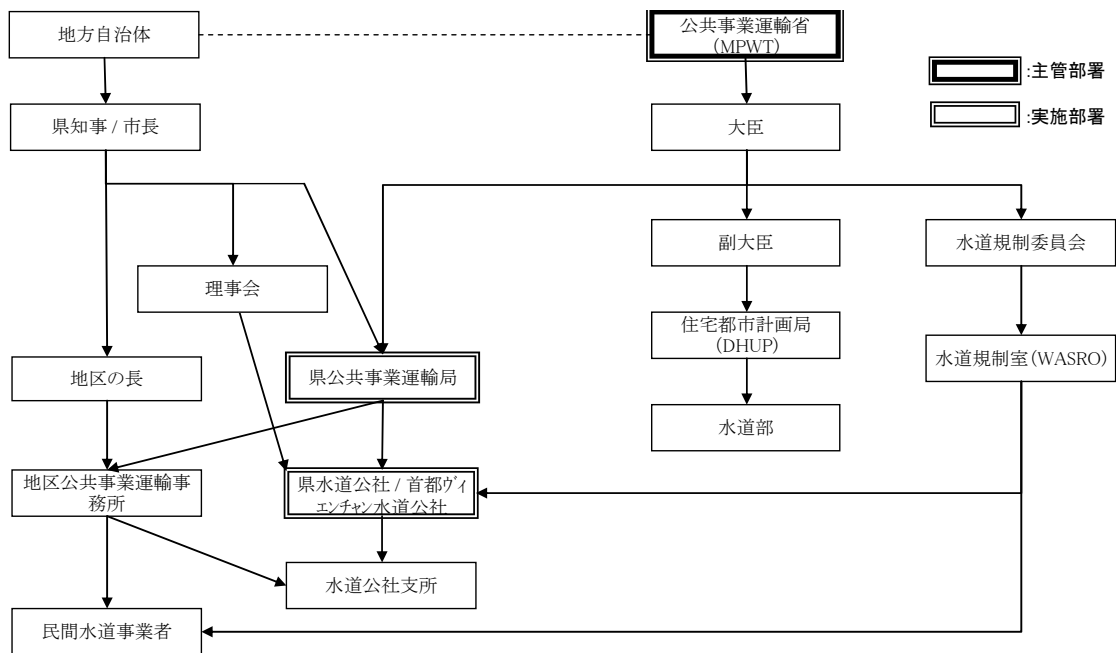 地方自治体
公共事業運輸省
(MPWT)
:主管部署
県知事 / 市長
大臣
:実施部署
副大臣
水道規制委員会
理事会
住宅都市計画局
(DHUP)
水道規制室(WASRO)
地区の長
県公共事業運輸局
水道部
地区公共事業運輸事
務所
県水道公社 / 首都ヴィ
エンチャン水道公社
水道公社支所
民間水道事業者